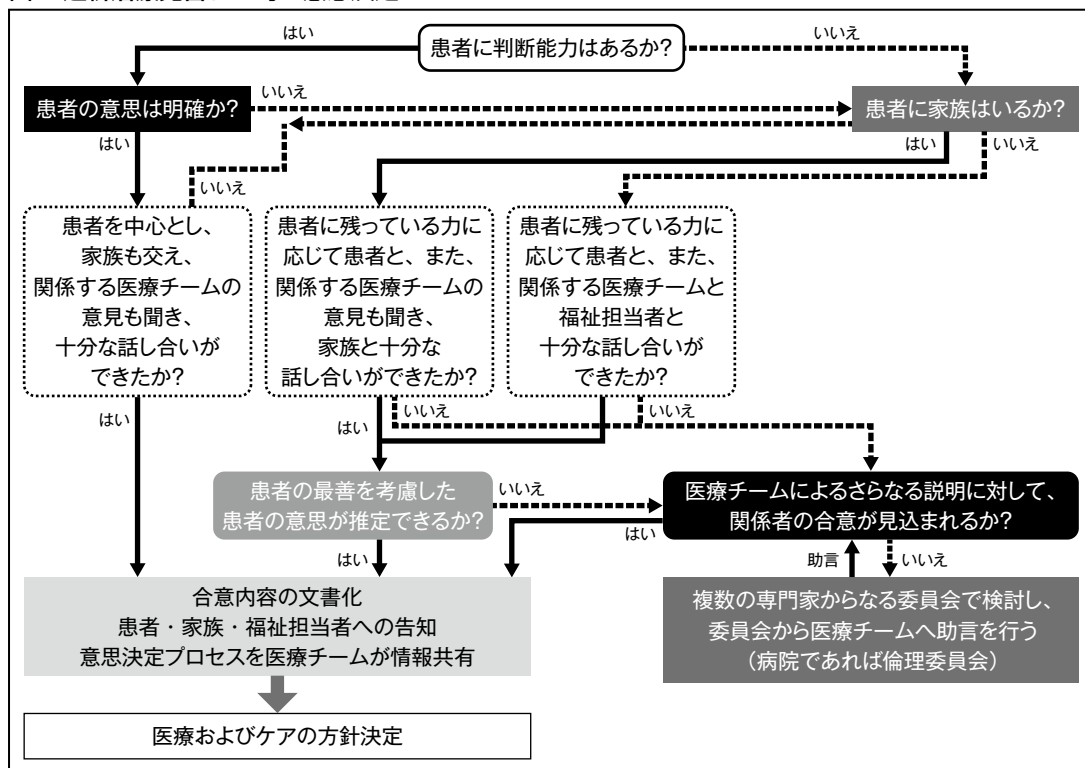 はい
患者に判断能力はあるか?
いいえ
患者の意思は明確か?
いいえ
患者に家族はいるか?
はい
はい
いいえ
いいえ
患者を中心とし、
家族も交え、
関係する医療チームの
意見も聞き、
十分な話し合いが
できたか?
患者に残っている力に
応じて患者と、また、
関係する医療チームの
意見も聞き、
家族と十分な
話し合いができたか?
患者に残っている力に
応じて患者と、また、
関係する医療チームと
福祉担当者と
十分な話し合いが
できたか?
はい
はい
いいえ
いいえ
患者の最善を考慮した
患者の意思が推定できるか?
いいえ
医療チームによるさらなる説明に対して、
関係者の合意が見込まれるか?
はい
はい
助言
いいえ
合意内容の文書化
患者・家族・福祉担当者への告知
意思決定プロセスを医療チームが情報共有
複数の専門家からなる委員会で検討し、
委員会から医療チームへ助言を行う
(病院であれば倫理委員会)
医療およびケアの方針決定